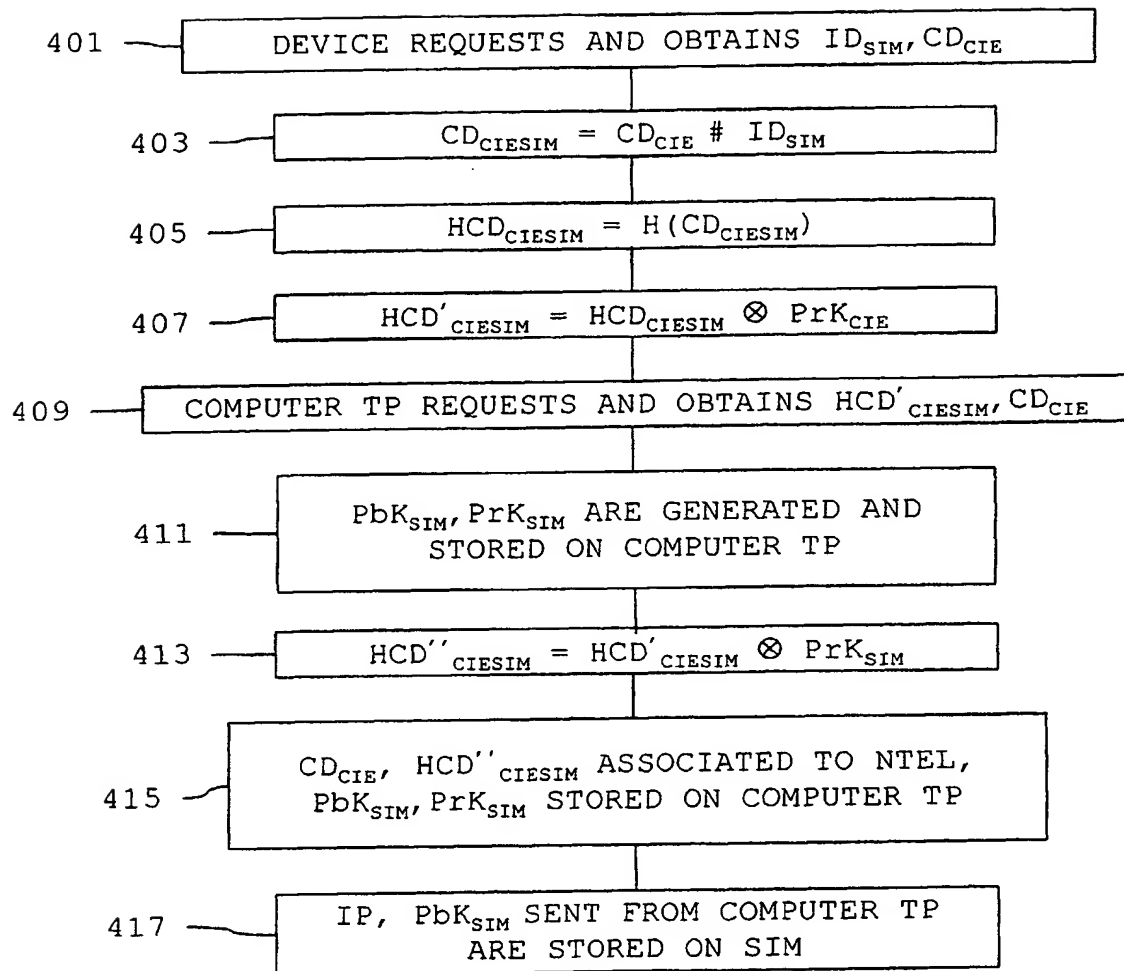 401 DEVICE REQUESTS AND OBTAINS ID_SIM, CD_CIE
403 CD_CIESIM = CD_CIE # ID_SIM
405 HCD_CIESIM = H(CD_CIESIM)
407 HCD'_CIESIM = HCD_CIESIM ⊗ PrK_CIE
409 COMPUTER TP REQUESTS AND OBTAINS HCD'_CIESIM, CD_CIE
411 PbK_SIM, PrK_SIM ARE GENERATED AND
STORED ON COMPUTER TP
413 HCD''_CIESIM = HCD'_CIESIM ⊗ PrK_SIM
415 CD_CIE, HCD''_CIESIM ASSOCIATED TO NTEL,
PbK_SIM, PrK_SIM STORED ON COMPUTER TP
417 IP, PbK_SIM SENT FROM COMPUTER TP
ARE STORED ON SIM